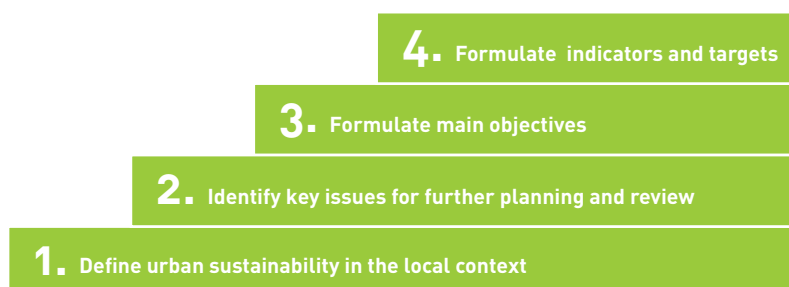 4. Formulate indicators and targets
3. Formulate main objectives
2. Identify key issues for further planning and review
1. Define urban sustainability in the local context